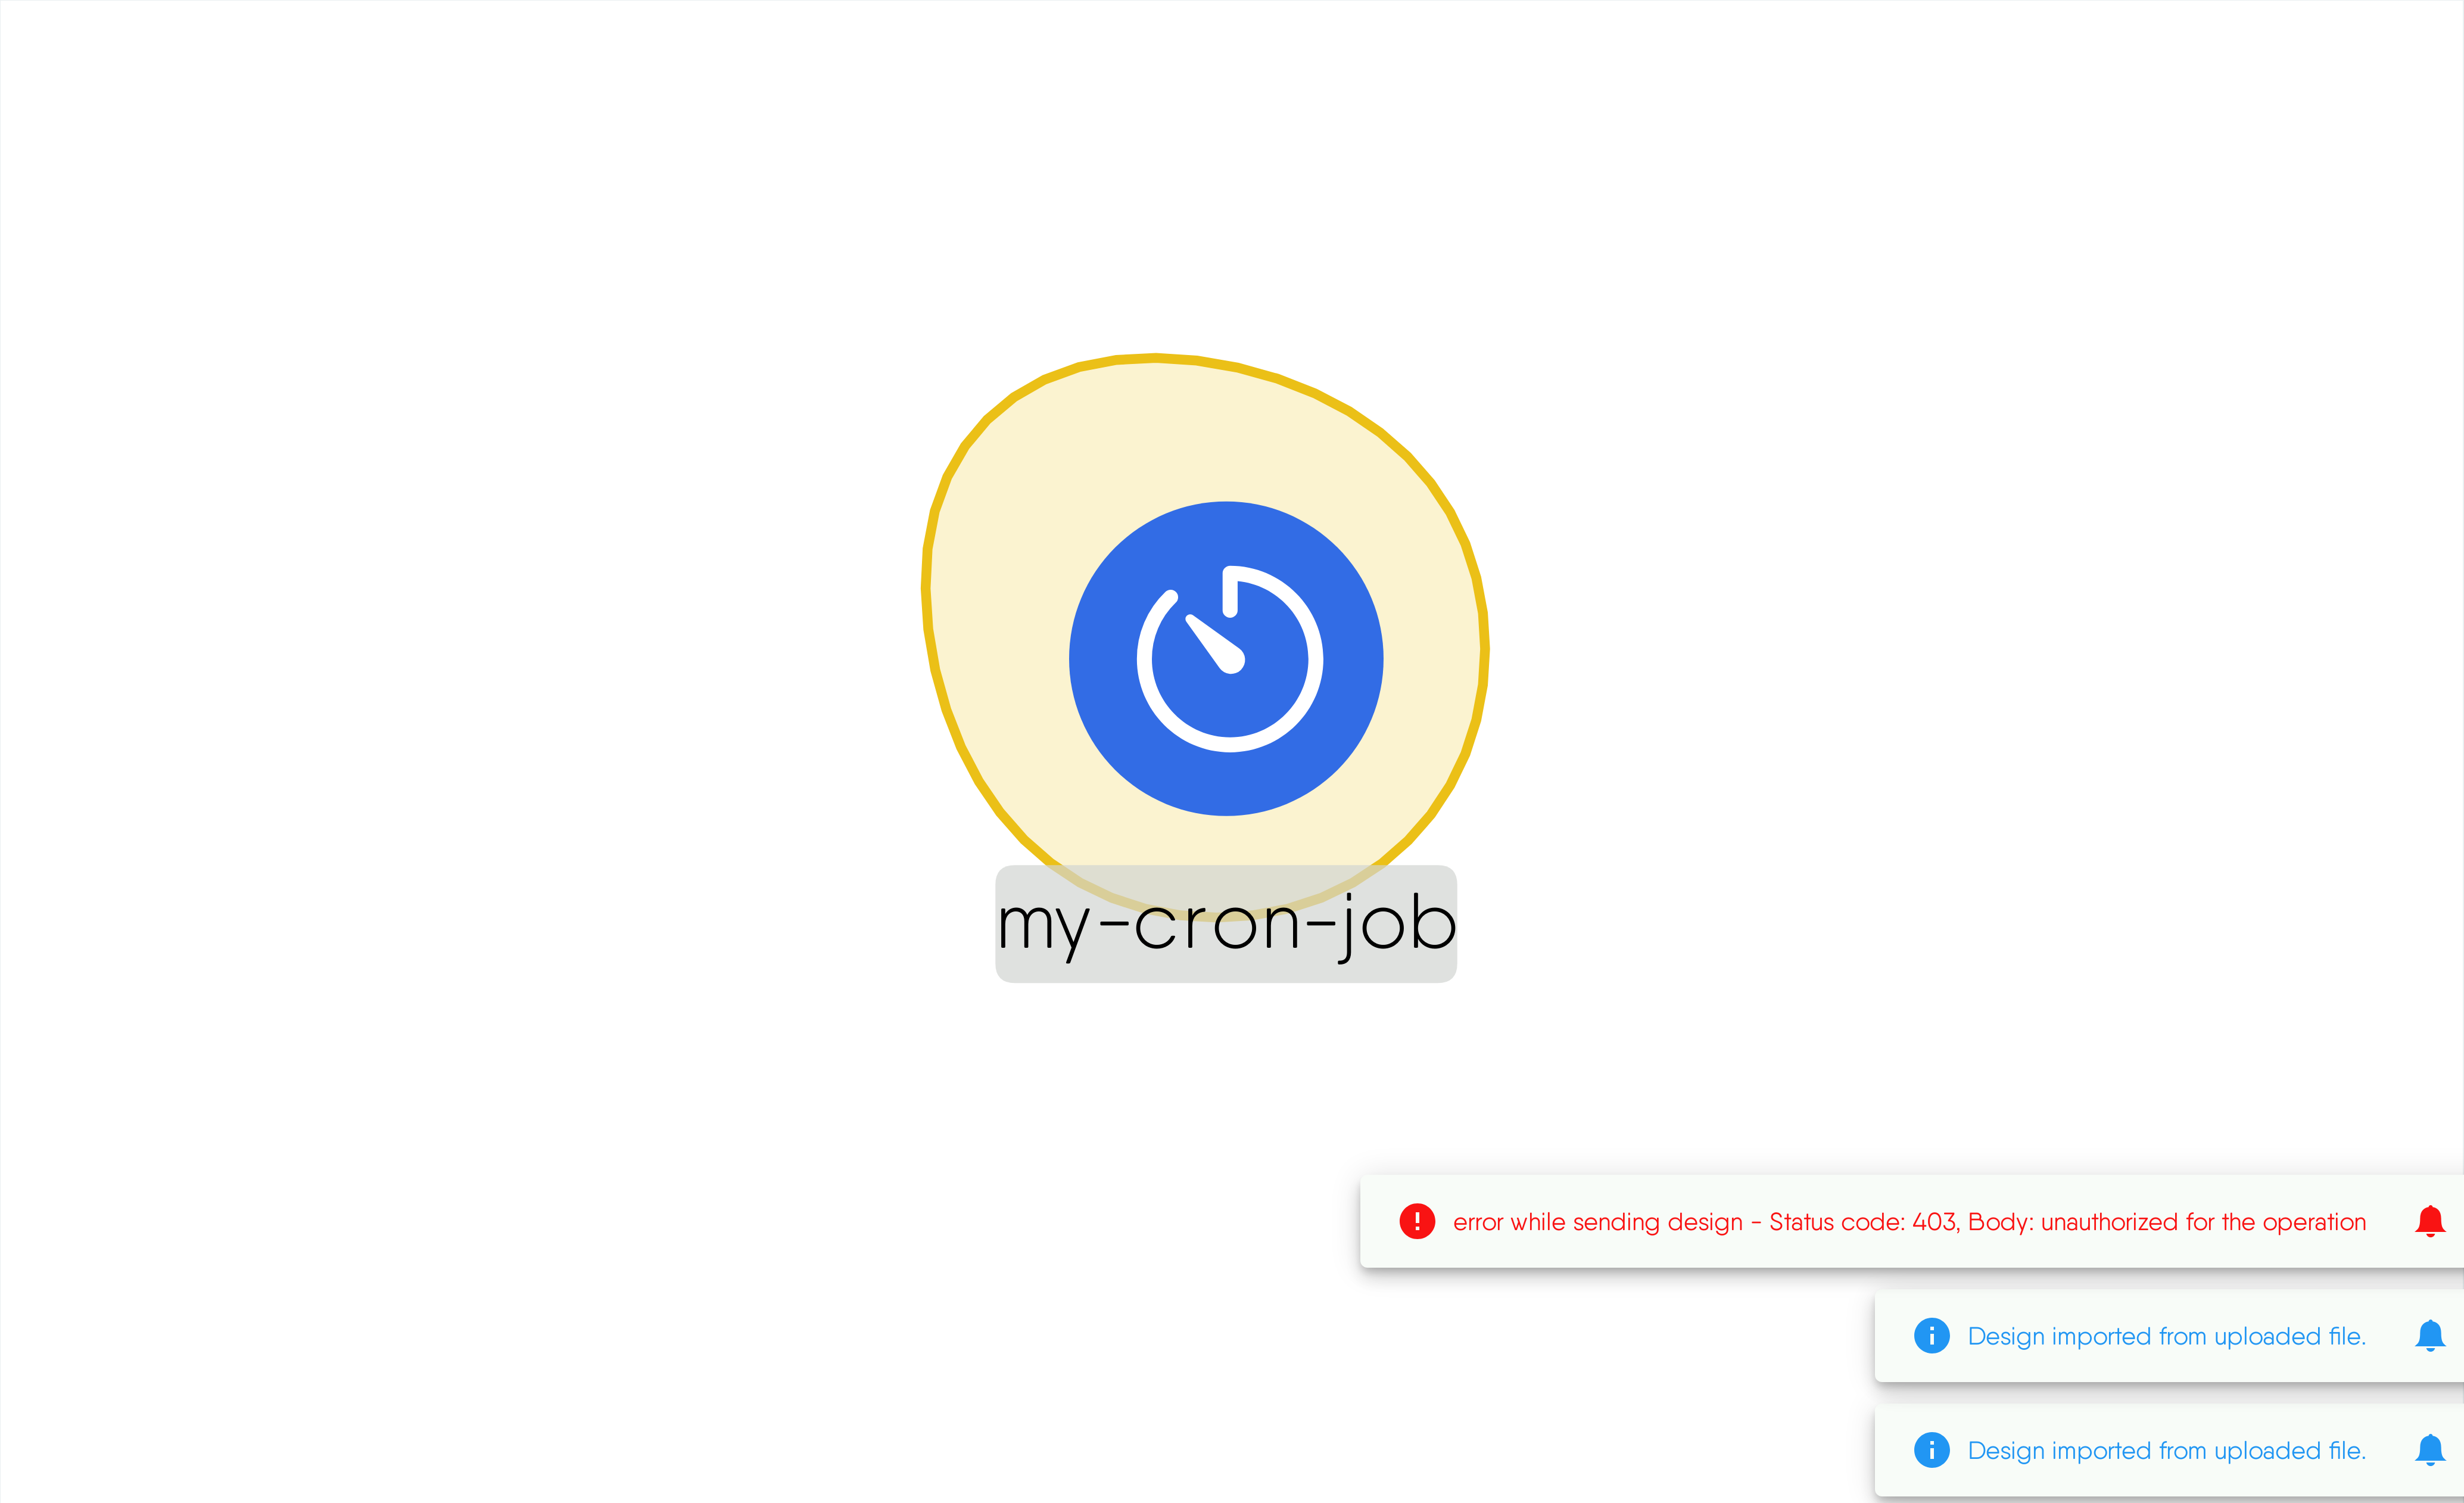 my-cron-job
error while sending design - Status code: 403, Body: unauthorized for the operation
Design imported from uploaded file.
Design imported from uploaded file.